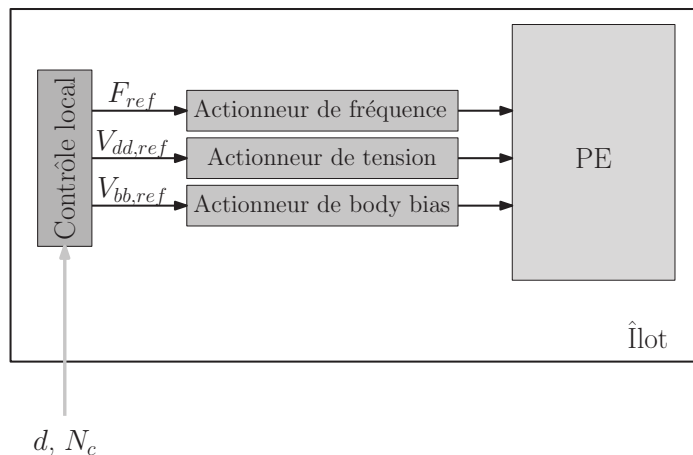 Contrôle local
F_ref
Actionneur de fréquence
V_dd,ref
Actionneur de tension
V_bb,ref
Actionneur de body bias
PE
Îlot
d, N_c